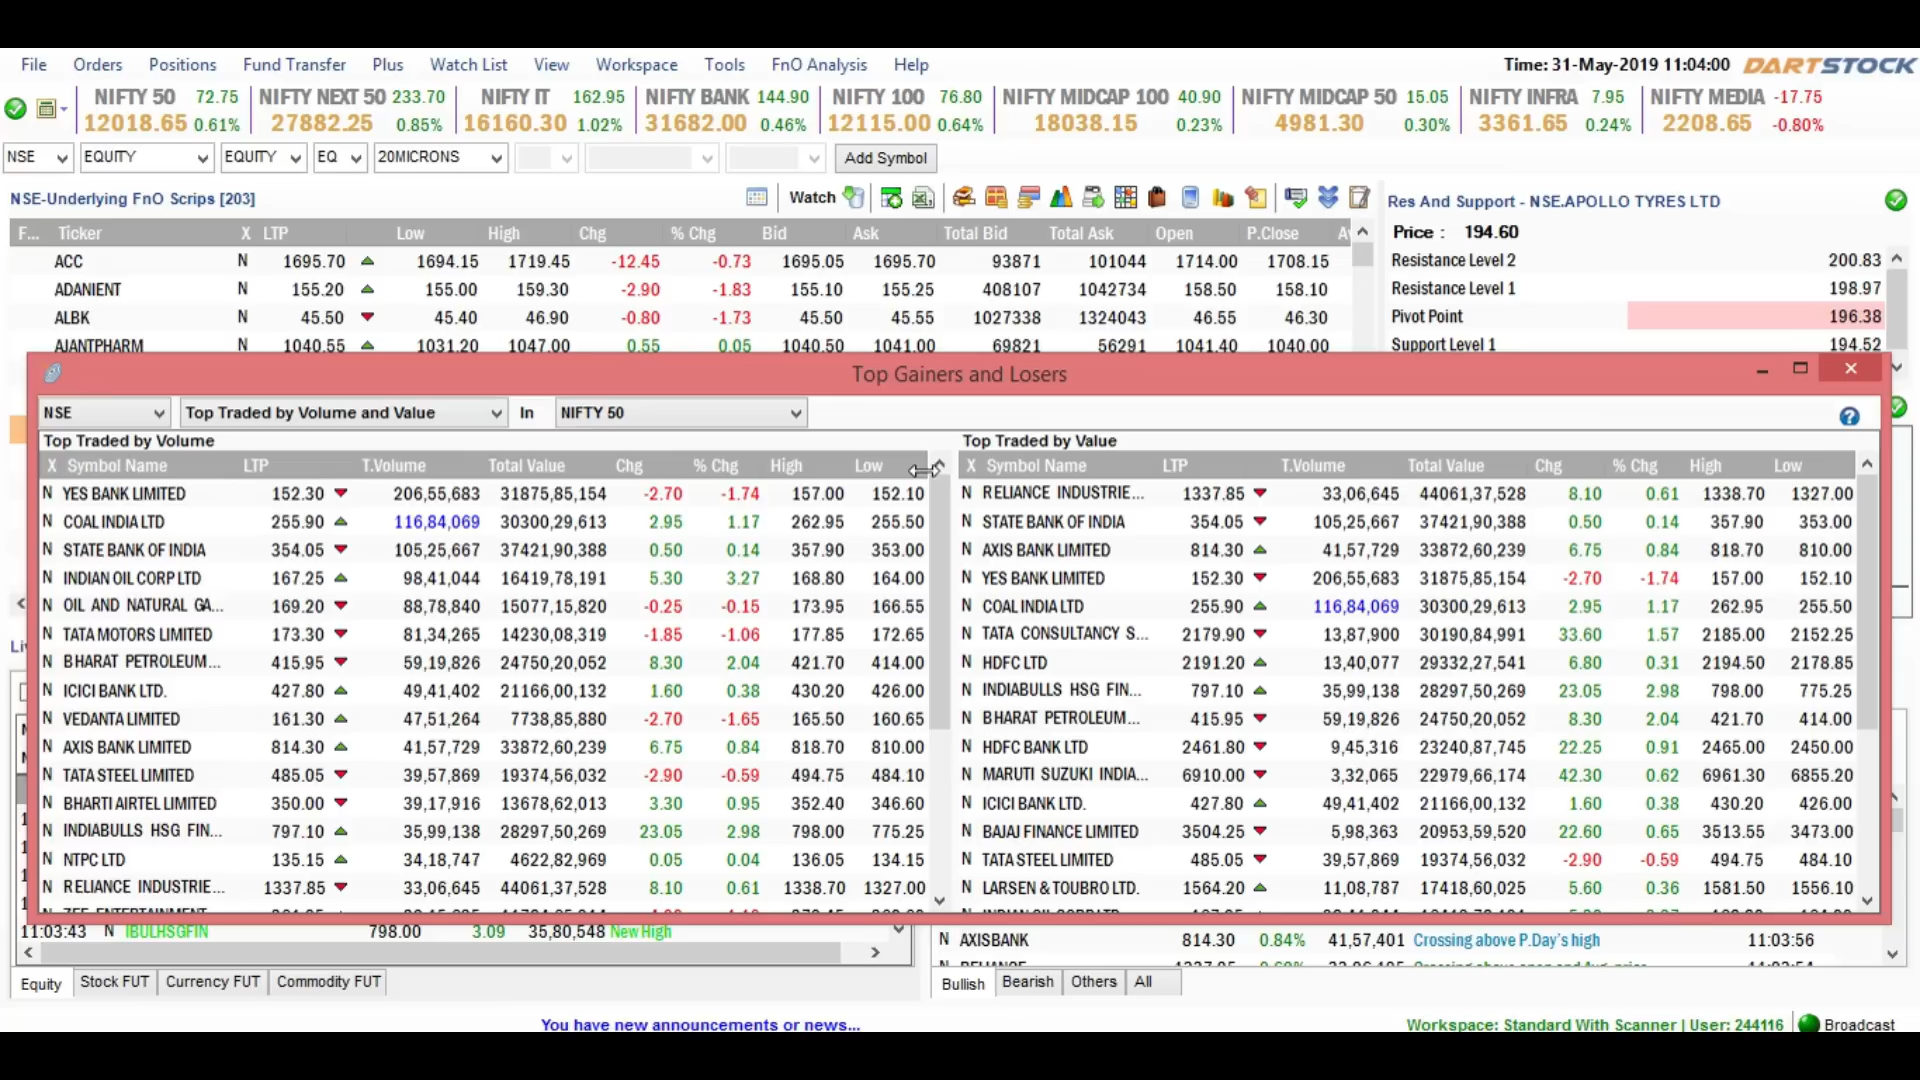 File Orders Positions Fund Transfer Plus Watch List View Workspace Tools FnO Analysis Help Time: 31-May-2019 11:04:00 DARTSTOCK
NIFTY 50 72.75 NIFTY NEXT 50 233.70 NIFTY IT 162.95 NIFTY BANK 144.90 NIFTY 100 76.80 NIFTY MIDCAP 100 40.90 NIFTY MIDCAP 50 15.05 NIFTY INFRA 7.95 NIFTY MEDIA -17.75
12018.65 0.61% 27882.25 0.85% 16160.30 1.02% 31682.00 0.46% 12115.00 0.64% 18038.15 0.23% 4981.30 0.30% 3361.65 0.24% 2208.65 -0.80%
NSE EQUITY EQUITY EQ 20MICRONS Add Symbol
NSE-Underlying FnO Scrips [203] Watch Res And Support - NSE.APOLLO TYRES LTD
F... Ticker X LTP Low High Chg % Chg Bid Ask Total Bid Total Ask Open P.Close Price : 194.60
ACC N 1695.70 1694.15 1719.45 -12.45 -0.73 1695.05 1695.70 93871 101044 1714.00 1708.15 Resistance Level 2 200.83
ADANIENT N 155.20 155.00 159.30 -2.90 -1.83 155.10 155.25 408107 1042734 158.50 158.10 Resistance Level 1 198.97
ALBK N 45.50 45.40 46.90 -0.80 -1.73 45.50 45.55 1027338 1324043 46.55 46.30 Pivot Point 196.38
AJANTPHARM N 1040.55 1031.20 1047.00 0.55 0.05 1040.50 1041.00 69821 56291 1041.40 1040.00 Support Level 1 194.52
Top Gainers and Losers
NSE Top Traded by Volume and Value In NIFTY 50
Top Traded by Volume Top Traded by Value
X Symbol Name LTP T.Volume Total Value Chg % Chg High Low X Symbol Name LTP T.Volume Total Value Chg % Chg High Low
N YES BANK LIMITED 152.30 206,55,683 31875,85,154 -2.70 -1.74 157.00 152.10 N RELIANCE INDUSTRIE... 1337.85 33,06,645 44061,37,528 8.10 0.61 1338.70 1327.00
N COAL INDIA LTD 255.90 116,84,069 30300,29,613 2.95 1.17 262.95 255.50 N STATE BANK OF INDIA 354.05 105,25,667 37421,90,388 0.50 0.14 357.90 353.00
N STATE BANK OF INDIA 354.05 105,25,667 37421,90,388 0.50 0.14 357.90 353.00 N AXIS BANK LIMITED 814.30 41,57,729 33872,60,239 6.75 0.84 818.70 810.00
N INDIAN OIL CORP LTD 167.25 98,41,044 16419,78,191 5.30 3.27 168.80 164.00 N YES BANK LIMITED 152.30 206,55,683 31875,85,154 -2.70 -1.74 157.00 152.10
N OIL AND NATURAL GA... 169.20 88,78,840 15077,15,820 -0.25 -0.15 173.95 166.55 N COAL INDIA LTD 255.90 116,84,069 30300,29,613 2.95 1.17 262.95 255.50
N TATA MOTORS LIMITED 173.30 81,34,265 14230,08,319 -1.85 -1.06 177.85 172.65 N TATA CONSULTANCY S... 2179.90 13,87,900 30190,84,991 33.60 1.57 2185.00 2152.25
N BHARAT PETROLEUM... 415.95 59,19,826 24750,20,052 8.30 2.04 421.70 414.00 N HDFC LTD 2191.20 13,40,077 29332,27,541 6.80 0.31 2194.50 2178.85
N ICICI BANK LTD. 427.80 49,41,402 21166,00,132 1.60 0.38 430.20 426.00 N INDIABULLS HSG FIN... 797.10 35,99,138 28297,50,269 23.05 2.98 798.00 775.25
N VEDANTA LIMITED 161.30 47,51,264 7738,85,880 -2.70 -1.65 165.50 160.65 N BHARAT PETROLEUM... 415.95 59,19,826 24750,20,052 8.30 2.04 421.70 414.00
N AXIS BANK LIMITED 814.30 41,57,729 33872,60,239 6.75 0.84 818.70 810.00 N HDFC BANK LTD 2461.80 9,45,316 23240,87,745 22.25 0.91 2465.00 2450.00
N TATA STEEL LIMITED 485.05 39,57,869 19374,56,032 -2.90 -0.59 494.75 484.10 N MARUTI SUZUKI INDIA... 6910.00 3,32,065 22979,66,174 42.30 0.62 6961.30 6855.20
N BHARTI AIRTEL LIMITED 350.00 39,17,916 13678,62,013 3.30 0.95 352.40 346.60 N ICICI BANK LTD. 427.80 49,41,402 21166,00,132 1.60 0.38 430.20 426.00
N INDIABULLS HSG FIN... 797.10 35,99,138 28297,50,269 23.05 2.98 798.00 775.25 N BAJAJ FINANCE LIMITED 3504.25 5,98,363 20953,59,520 22.60 0.65 3513.55 3473.00
N NTPC LTD 135.15 34,18,747 4622,82,969 0.05 0.04 136.05 134.15 N TATA STEEL LIMITED 485.05 39,57,869 19374,56,032 -2.90 -0.59 494.75 484.10
N RELIANCE INDUSTRIE... 1337.85 33,06,645 44061,37,528 8.10 0.61 1338.70 1327.00 N LARSEN & TOUBRO LTD. 1564.20 11,08,787 17418,60,025 5.60 0.36 1581.50 1556.10
11:03:43 N IBULHSGFIN 798.00 3.09 35,80,548 New High N AXISBANK 814.30 0.84% 41,57,401 Crossing above P.Day's high 11:03:56
Equity Stock FUT Currency FUT Commodity FUT Bullish Bearish Others All
You have new announcements or news... Workspace: Standard With Scanner | User: 244116 Broadcast